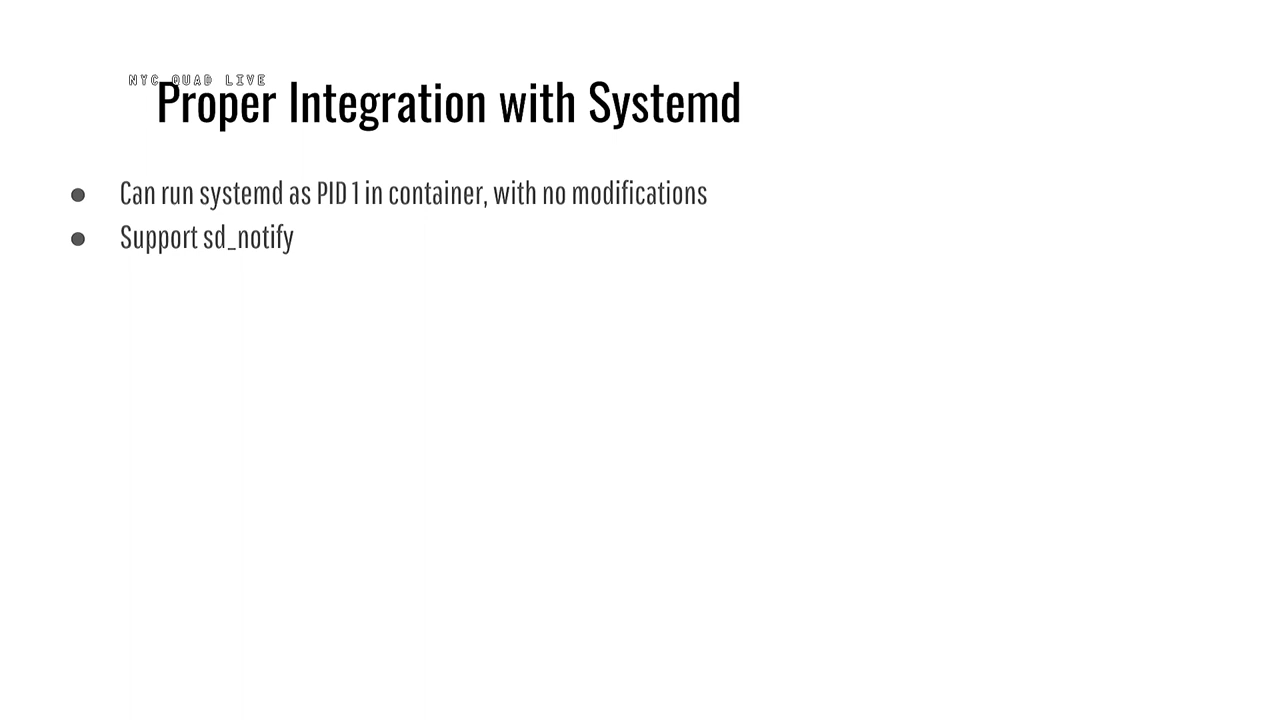 NYC QUAD LIVE
Proper Integration with Systemd
● Can run systemd as PID 1 in container, with no modifications
● Support sd_notify